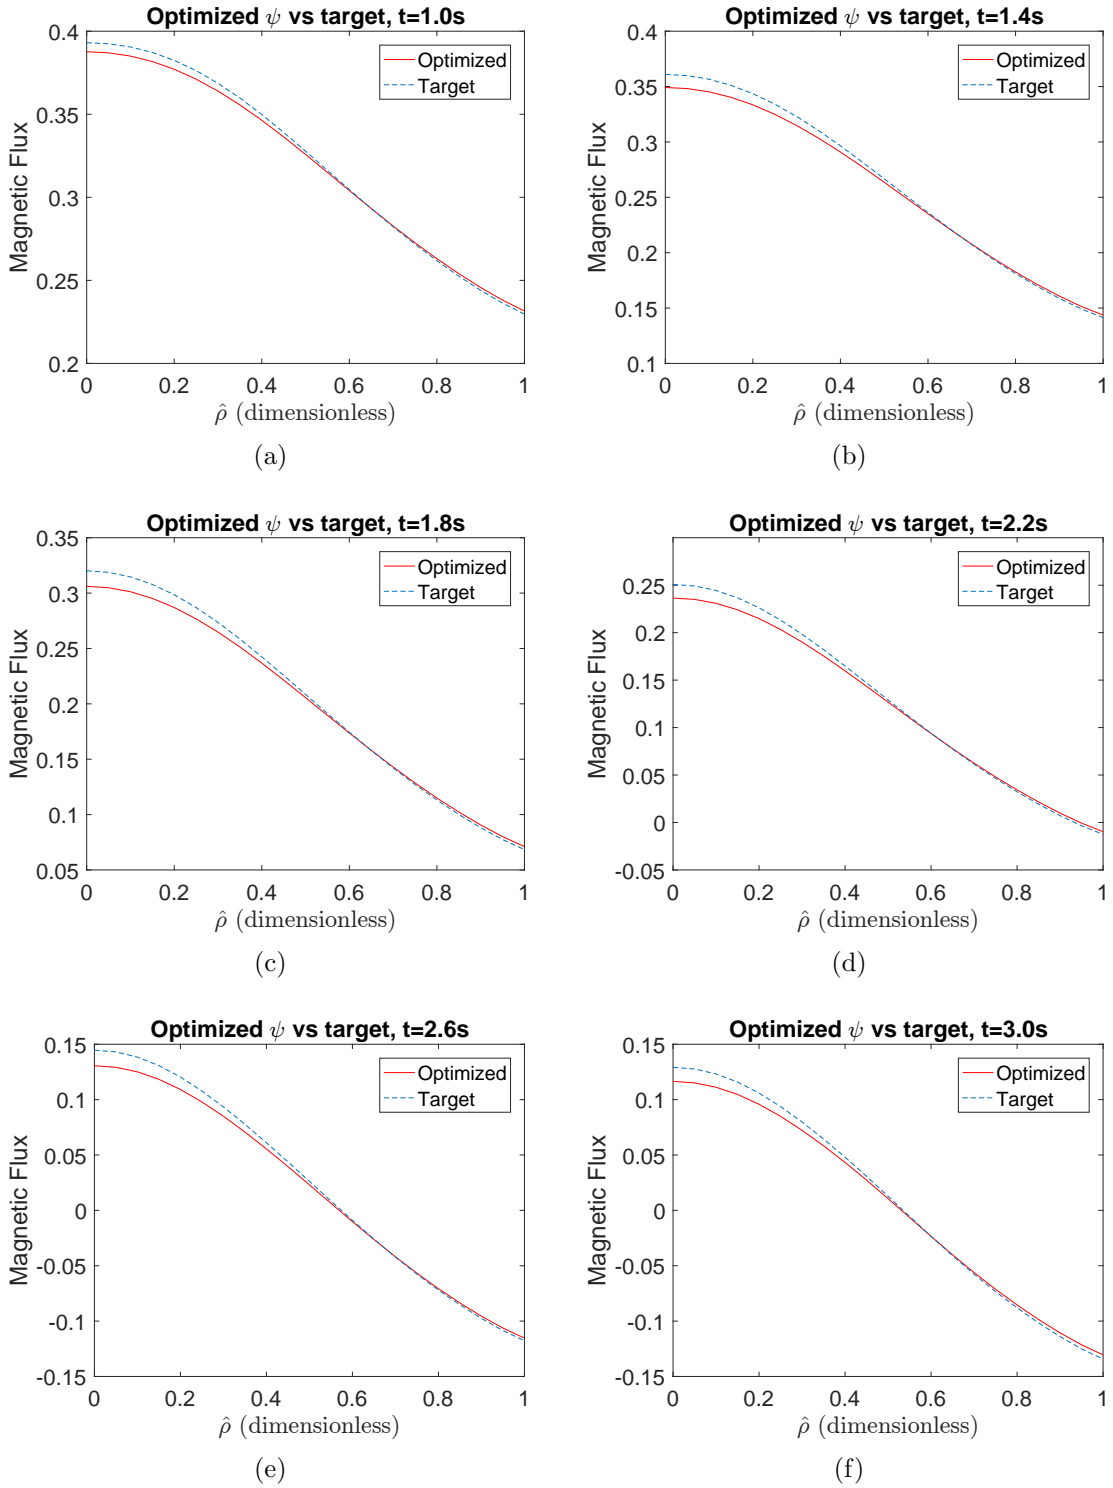 Optimized ψ vs target, t=1.0s
0.4
0.35
0.3
0.25
0.2
Magnetic Flux
Optimized
Target
0 0.2 0.4 0.6 0.8 1
ρ̂ (dimensionless)
(a)
Optimized ψ vs target, t=1.4s
0.4
0.35
0.3
0.25
0.2
0.15
0.1
Magnetic Flux
Optimized
Target
0 0.2 0.4 0.6 0.8 1
ρ̂ (dimensionless)
(b)
Optimized ψ vs target, t=1.8s
0.35
0.3
0.25
0.2
0.15
0.1
0.05
Magnetic Flux
Optimized
Target
0 0.2 0.4 0.6 0.8 1
ρ̂ (dimensionless)
(c)
Optimized ψ vs target, t=2.2s
0.25
0.2
0.15
0.1
0.05
0
-0.05
Magnetic Flux
Optimized
Target
0 0.2 0.4 0.6 0.8 1
ρ̂ (dimensionless)
(d)
Optimized ψ vs target, t=2.6s
0.15
0.1
0.05
0
-0.05
-0.1
-0.15
Magnetic Flux
Optimized
Target
0 0.2 0.4 0.6 0.8 1
ρ̂ (dimensionless)
(e)
Optimized ψ vs target, t=3.0s
0.15
0.1
0.05
0
-0.05
-0.1
-0.15
Magnetic Flux
Optimized
Target
0 0.2 0.4 0.6 0.8 1
ρ̂ (dimensionless)
(f)